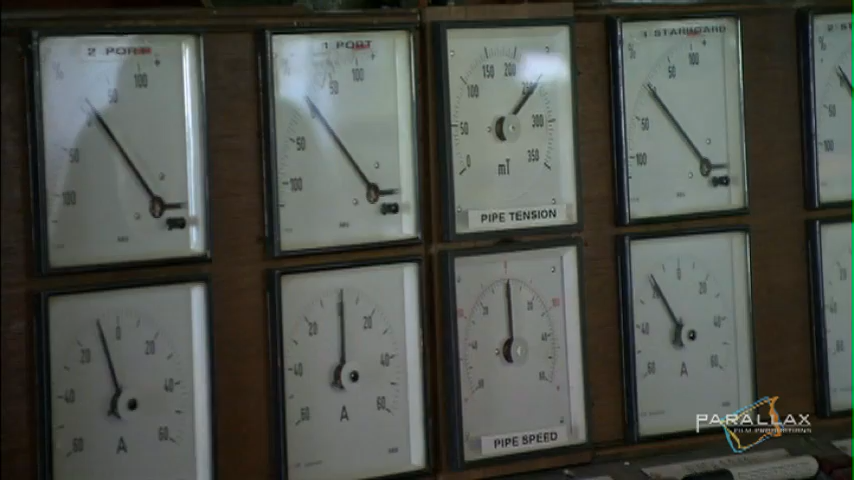 2 PORT
% 50 100 +
50
100
1 PORT
% 50 100 +
50
100
0 50 100 150 200 250 300 350
mT
PIPE TENSION
1 STARBOARD
% 50 100 +
50
100
60 40 20 0 20 40 60
A
60 40 20 0 20 40 60
A
PIPE SPEED
60 40 20 0 20 40 60
A
PARALLAX
FILM PRODUCTIONS